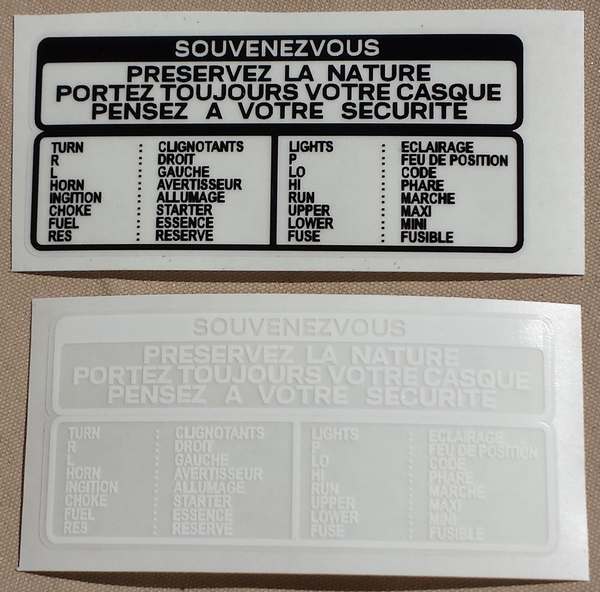 SOUVENEZVOUS
PRESERVEZ LA NATURE
PORTEZ TOUJOURS VOTRE CASQUE
PENSEZ A VOTRE SECURITE
TURN : CLIGNOTANTS LIGHTS : ECLAIRAGE
R : DROIT P : FEU DE POSITION
L : GAUCHE LO : CODE
HORN : AVERTISSEUR HI : PHARE
INGITION : ALLUMAGE RUN : MARCHE
CHOKE : STARTER UPPER : MAXI
FUEL : ESSENCE LOWER : MINI
RES : RESERVE FUSE : FUSIBLE
SOUVENEZVOUS
PRESERVEZ LA NATURE
PORTEZ TOUJOURS VOTRE CASQUE
PENSEZ A VOTRE SECURITE
TURN : CLIGNOTANTS LIGHTS : ECLAIRAGE
R : DROIT P : FEU DE POSITION
L : GAUCHE LO : CODE
HORN : AVERTISSEUR HI : PHARE
INGITION : ALLUMAGE RUN : MARCHE
CHOKE : STARTER UPPER : MAXI
FUEL : ESSENCE LOWER : MINI
RES : RESERVE FUSE : FUSIBLE